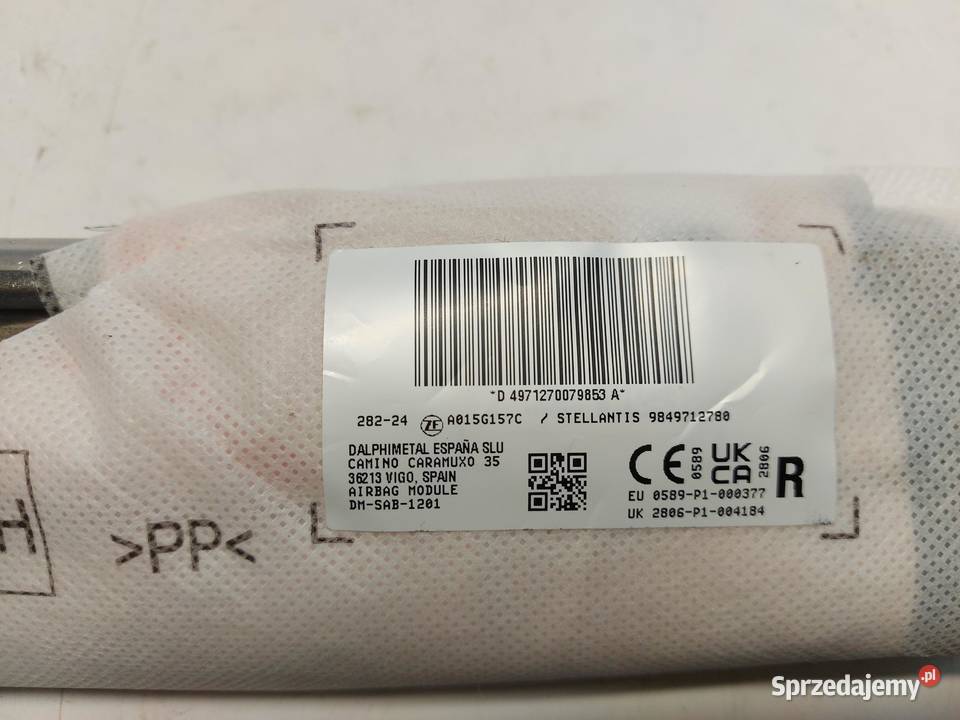 *D 4971270079853 A*
282-24 ZF A015G157C / STELLANTIS 9849712780
DALPHIMETAL ESPAÑA SLU
CAMINO CARAMUXO 35
36213 VIGO, SPAIN
AIRBAG MODULE
DM-SAB-1201
CE 0589 UK CA 2806 R
EU 0589-P1-000377
UK 2806-P1-004184
H
>PP<
Sprzedajemy.pl